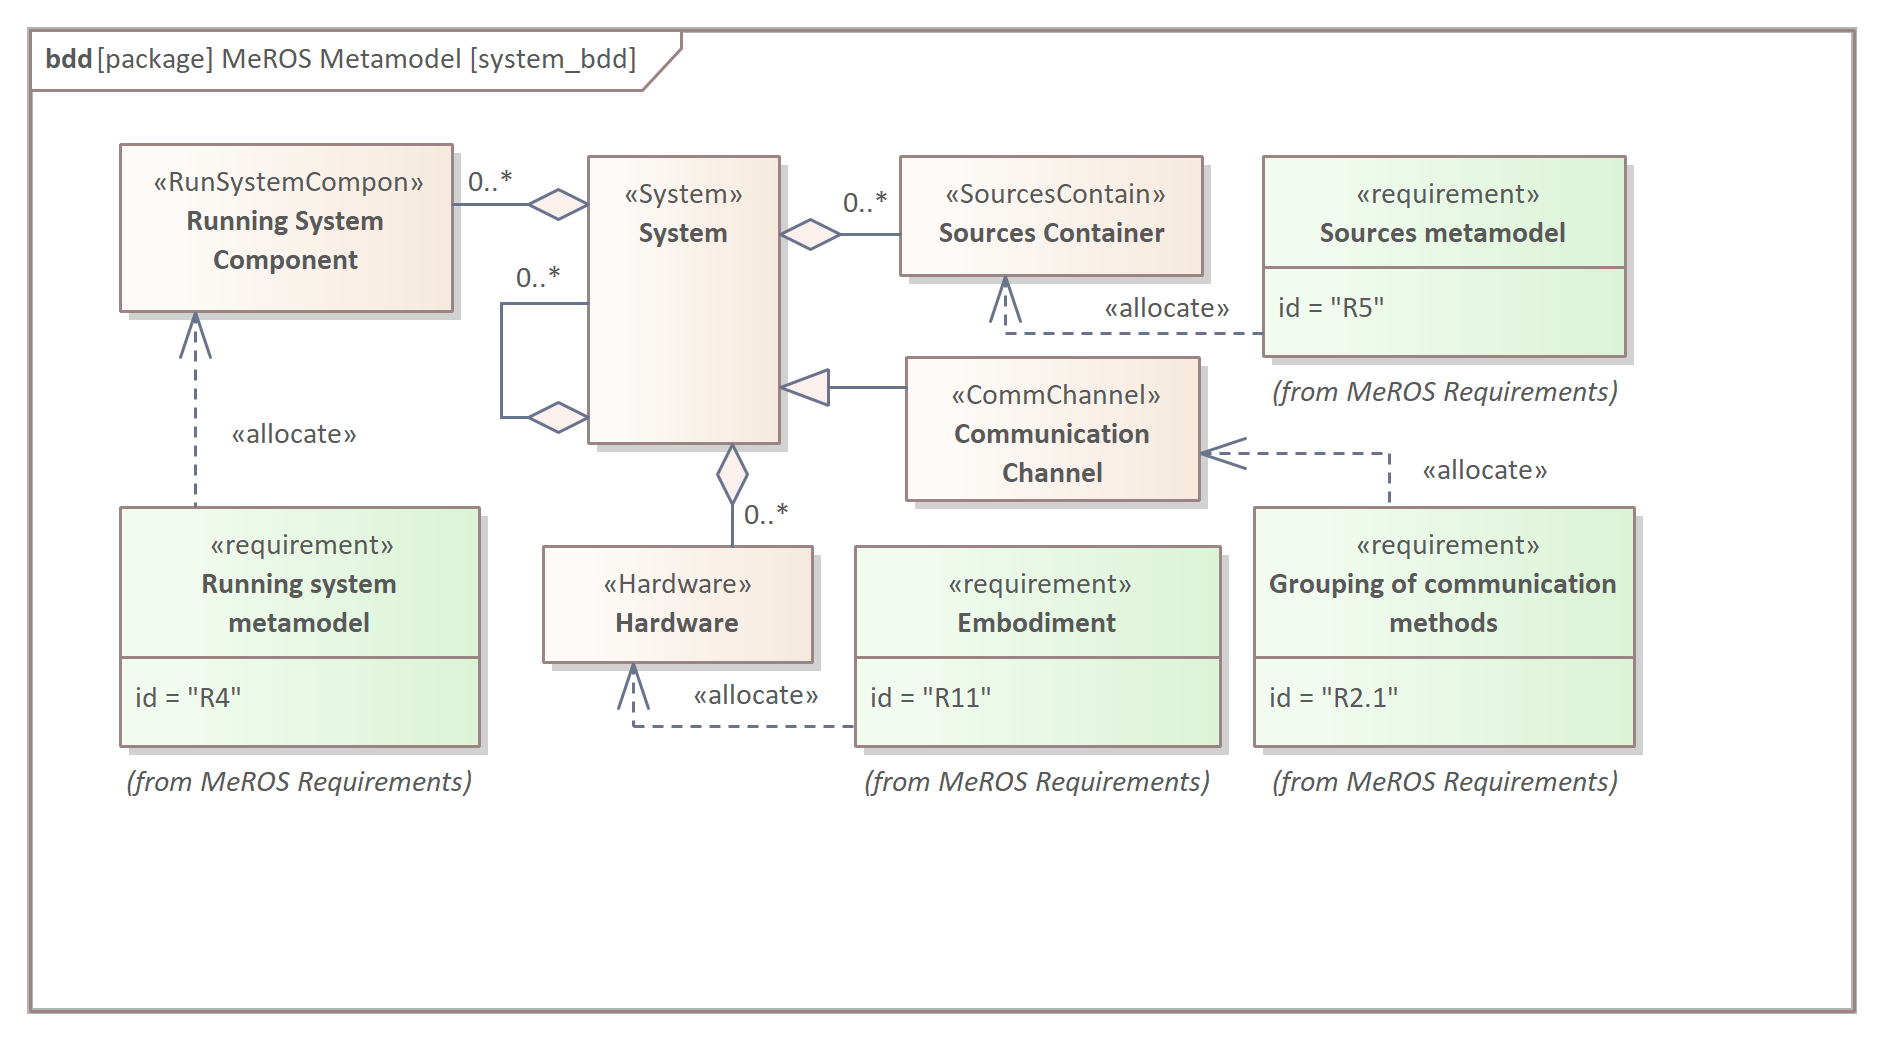 bdd [package] MeROS Metamodel [system_bdd]
«RunSystemCompon»
Running System
Component
0..*
0..*
«System»
System
0..*
«SourcesContain»
Sources Container
«requirement»
Sources metamodel
id = "R5"
(from MeROS Requirements)
«allocate»
«CommChannel»
Communication
Channel
«allocate»
«allocate»
0..*
«requirement»
Running system
metamodel
id = "R4"
(from MeROS Requirements)
«Hardware»
Hardware
«allocate»
«requirement»
Embodiment
id = "R11"
(from MeROS Requirements)
«requirement»
Grouping of communication
methods
id = "R2.1"
(from MeROS Requirements)